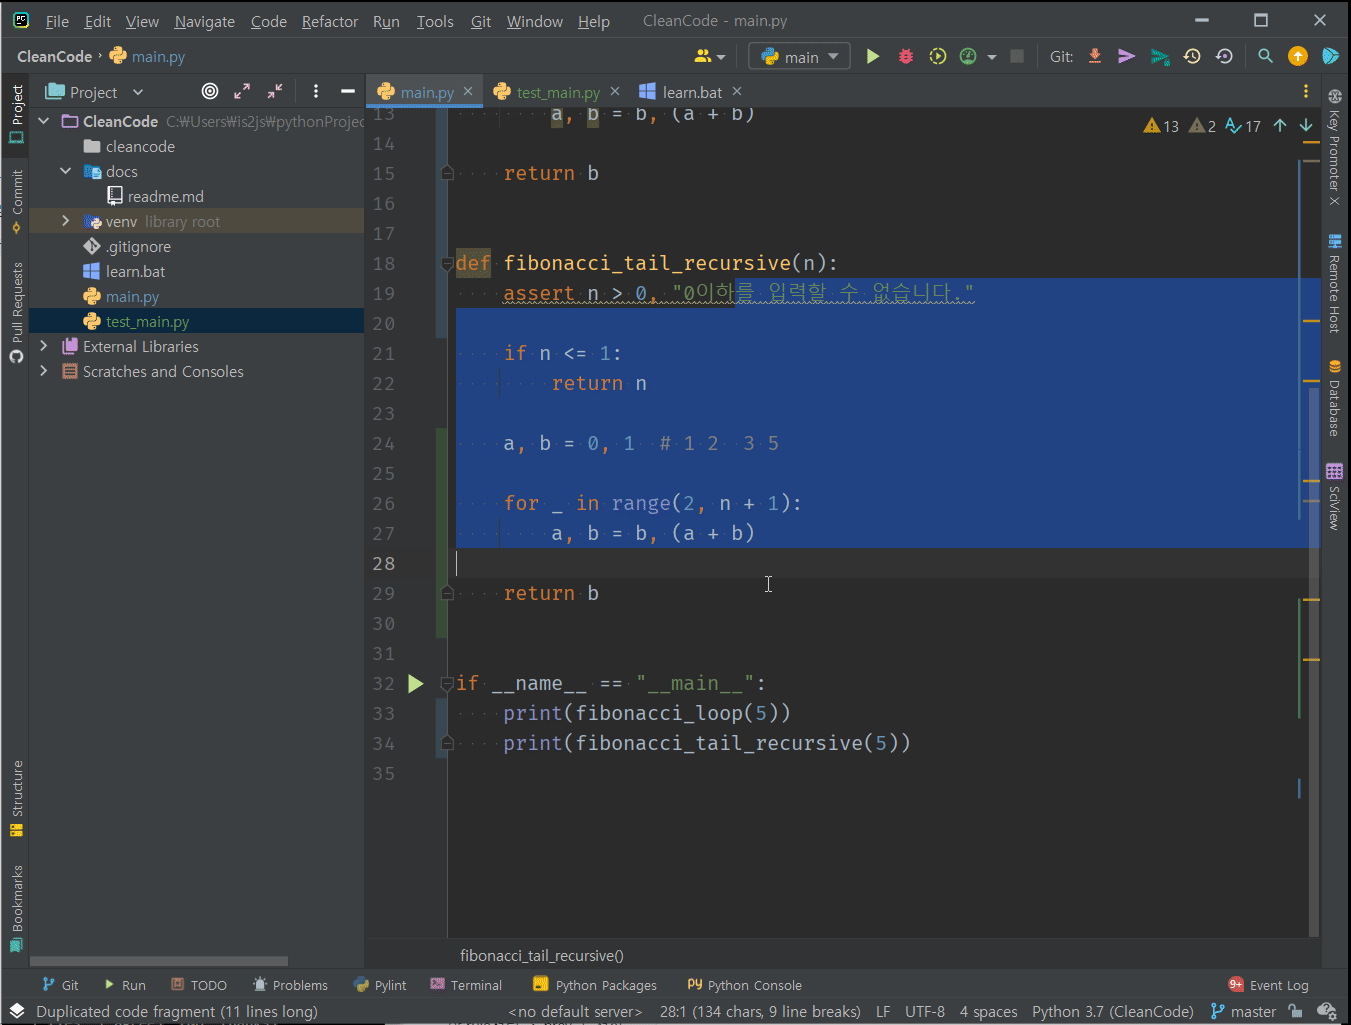 File Edit View Navigate Code Refactor Run Tools Git Window Help CleanCode - main.py
CleanCode main.py main Git:
Project
main.py test_main.py learn.bat
CleanCode C:\Users\is2js\pythonProjec
cleancode
docs
readme.md
venv library root
.gitignore
learn.bat
main.py
test_main.py
External Libraries
Scratches and Consoles
Project
Commit
Pull Requests
Structure
Bookmarks
13 2 17
13 a, b = b, (a + b)
14
15 return b
16
17
18 def fibonacci_tail_recursive(n):
19 assert n > 0, "0이하를 입력할 수 없습니다."
20
21 if n <= 1:
22 return n
23
24 a, b = 0, 1 # 1 2 3 5
25
26 for _ in range(2, n + 1):
27 a, b = b, (a + b)
28
29 return b
30
31
32 if __name__ == "__main__":
33 print(fibonacci_loop(5))
34 print(fibonacci_tail_recursive(5))
35
Key Promoter X
Remote Host
Database
SciView
fibonacci_tail_recursive()
Git Run TODO Problems Pylint Terminal Python Packages Python Console 9+ Event Log
Duplicated code fragment (11 lines long) <no default server> 28:1 (134 chars, 9 line breaks) LF UTF-8 4 spaces Python 3.7 (CleanCode) master